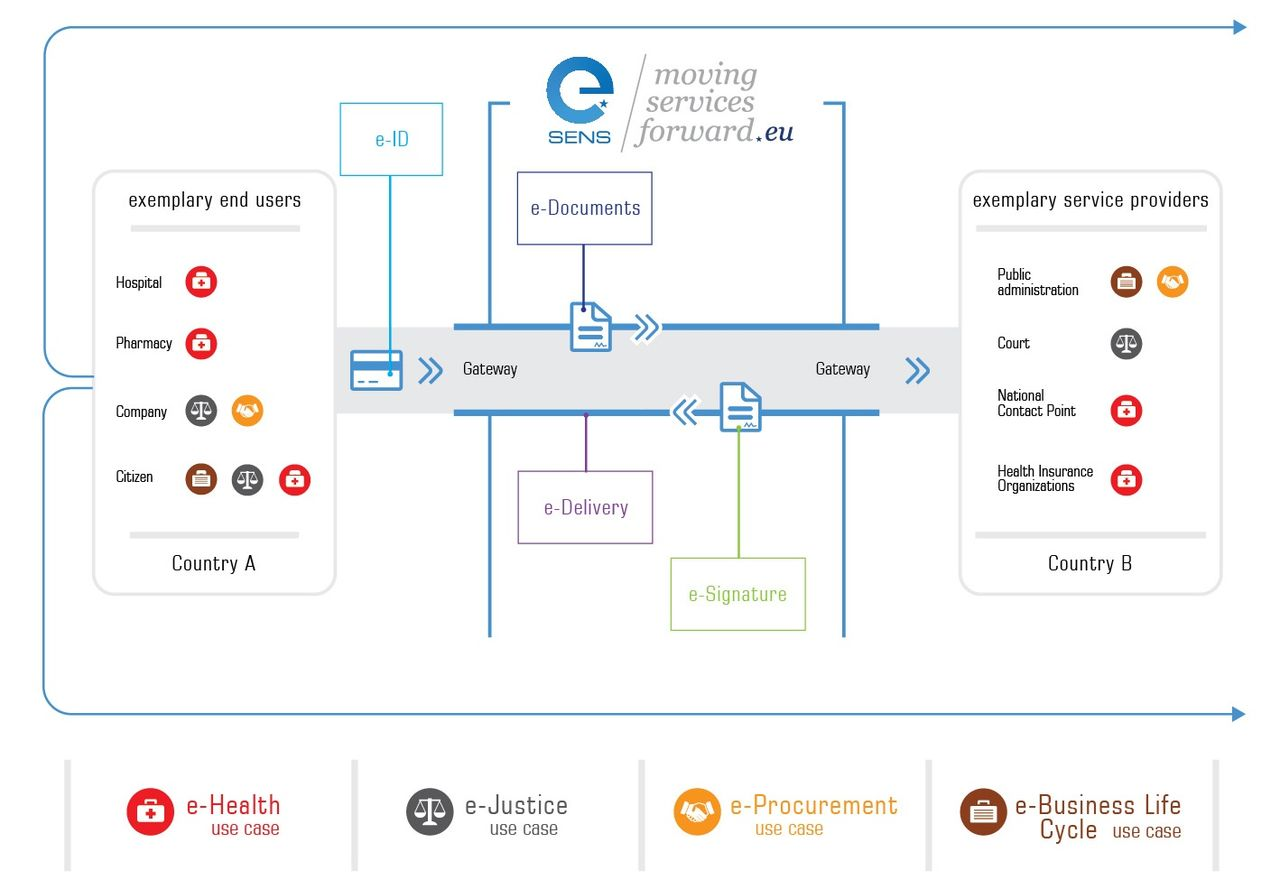 e
SENS
moving
services
forward.eu
e-ID
exemplary end users
Hospital
Pharmacy
Company
Citizen
Country A
e-Documents
Gateway
Gateway
e-Delivery
e-Signature
exemplary service providers
Public
administration
Court
National
Contact Point
Health Insurance
Organizations
Country B
e-Health
use case
e-Justice
use case
e-Procurement
use case
e-Business Life
Cycle use case